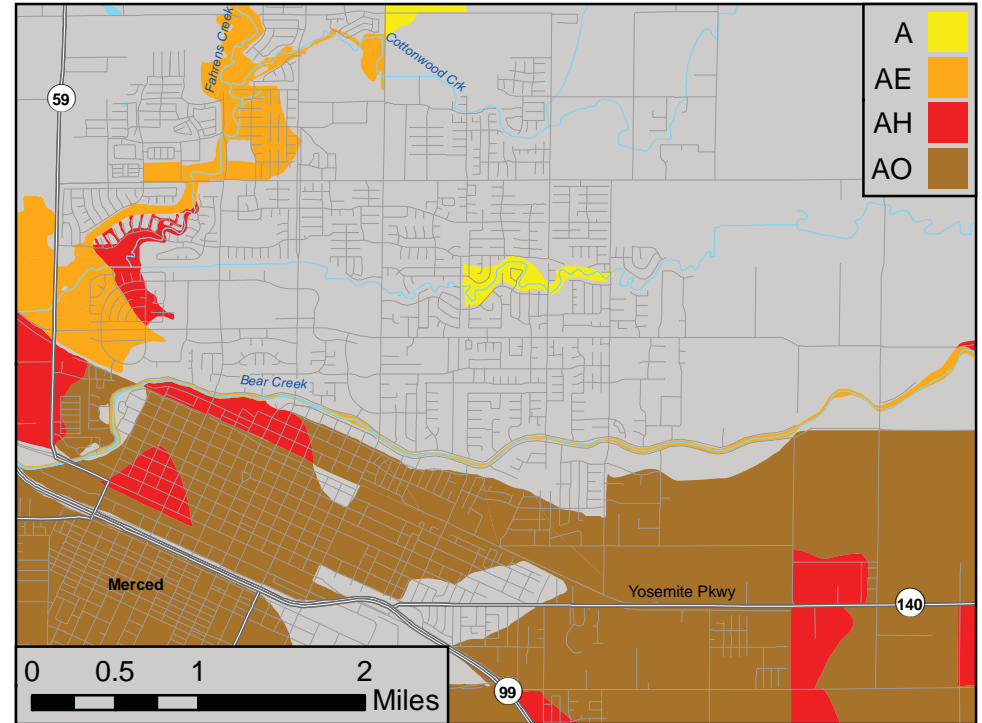 Fahrens Creek
Cottonwood Crk
A
AE
AH
AO
59
Bear Creek
Merced
Yosemite Pkwy
140
99
0 0.5 1 2
Miles